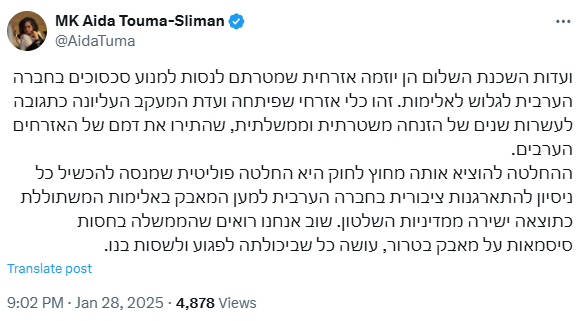 MK Aida Touma-Sliman
@AidaTuma
ועדות השכנת השלום הן יוזמה אזרחית שמטרתם לנסות למנוע סכסוכים בחברה
הערבית לגלוש לאלימות. זהו כלי אזרחי שפיתחה ועדת המעקב העליונה כתגובה
לעשרות שנים של הזנחה משטרתית וממשלתית, שהתירו את דמם של האזרחים
הערבים.
ההחלטה להוציא אותה מחוץ לחוק היא החלטה פוליטית שמנסה להכשיל כל
ניסיון להתארגנות ציבורית בחברה הערבית למען המאבק באלימות המשתוללת
כתוצאה ישירה ממדיניות השלטון. שוב אנחנו רואים שהממשלה בחסות
סיסמאות על מאבק בטרור, עושה כל שביכולתה לפגוע ולשסות בנו.
Translate post
9:02 PM · Jan 28, 2025 · 4,878 Views